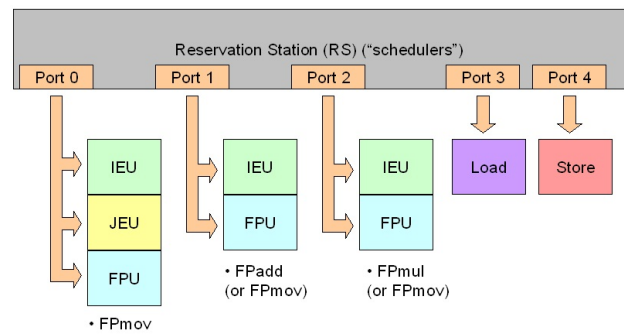 Reservation Station (RS) (“schedulers”)
Port 0
Port 1
Port 2
Port 3
Port 4
IEU
JEU
FPU
• FPmov
IEU
FPU
• FPadd
(or FPmov)
IEU
FPU
• FPmul
(or FPmov)
Load
Store